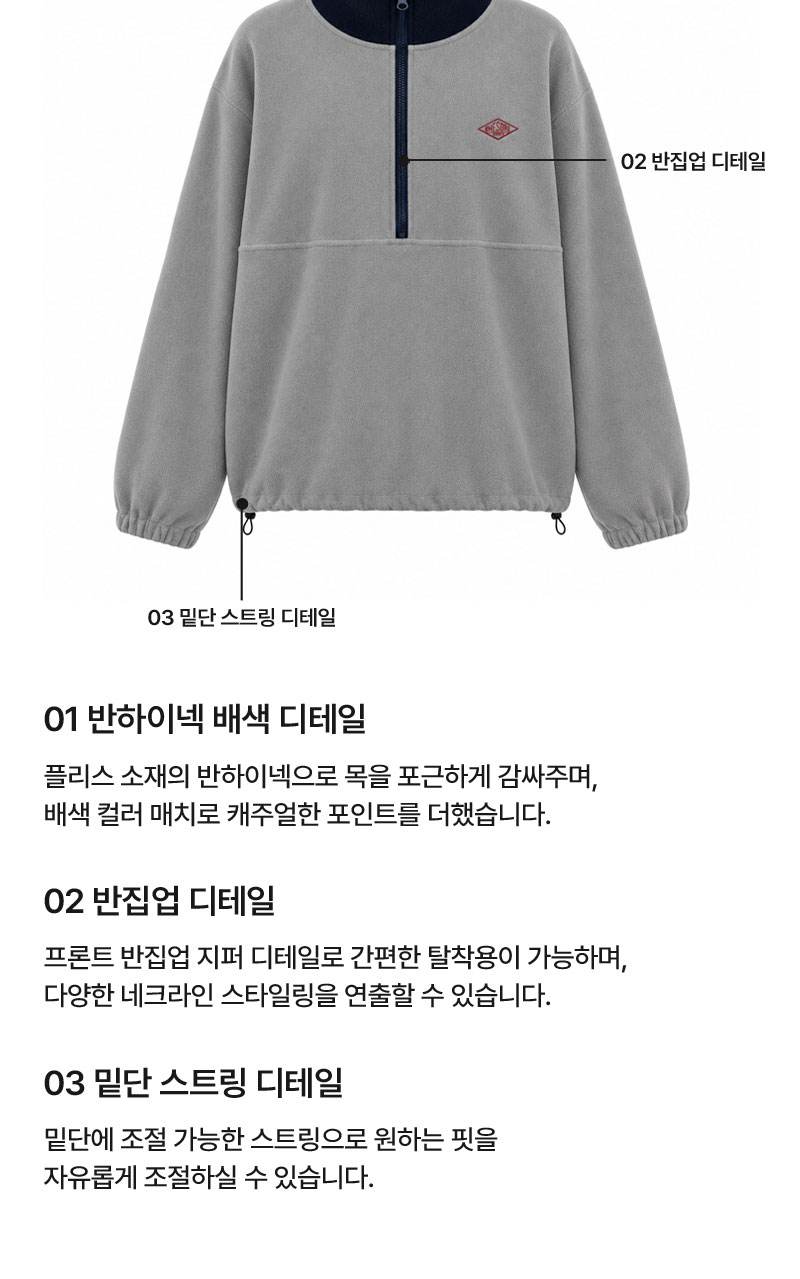 02 반집업 디테일
03 밑단 스트링 디테일
01 반하이넥 배색 디테일
플리스 소재의 반하이넥으로 목을 포근하게 감싸주며,
배색 컬러 매치로 캐주얼한 포인트를 더했습니다.
02 반집업 디테일
프론트 반집업 지퍼 디테일로 간편한 탈착용이 가능하며,
다양한 네크라인 스타일링을 연출할 수 있습니다.
03 밑단 스트링 디테일
밑단에 조절 가능한 스트링으로 원하는 핏을
자유롭게 조절하실 수 있습니다.